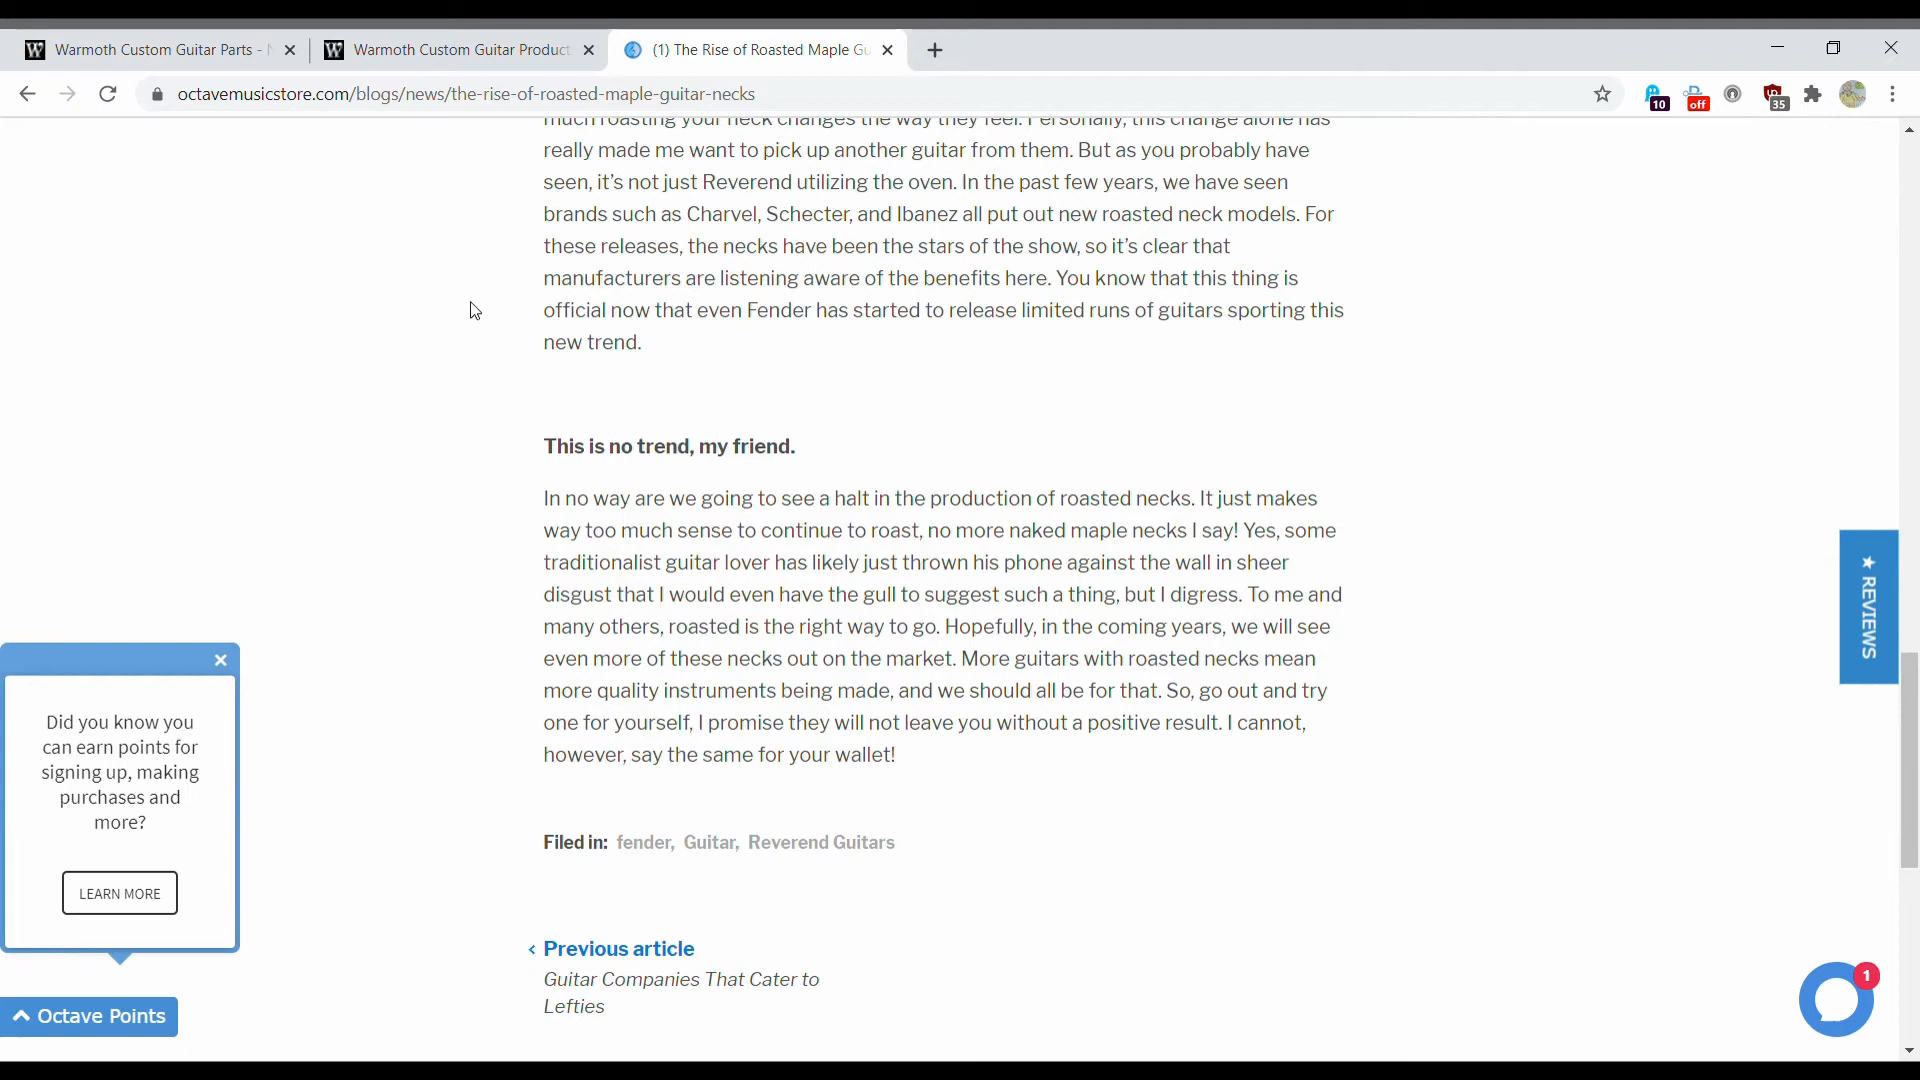 Warmoth Custom Guitar Parts -
Warmoth Custom Guitar Product
(1) The Rise of Roasted Maple Gu
octavemusicstore.com/blogs/news/the-rise-of-roasted-maple-guitar-necks
10
off
35
much roasting your neck changes the way they feel. Personally, this change alone has
really made me want to pick up another guitar from them. But as you probably have
seen, it's not just Reverend utilizing the oven. In the past few years, we have seen
brands such as Charvel, Schecter, and Ibanez all put out new roasted neck models. For
these releases, the necks have been the stars of the show, so it's clear that
manufacturers are listening aware of the benefits here. You know that this thing is
official now that even Fender has started to release limited runs of guitars sporting this
new trend.
This is no trend, my friend.
In no way are we going to see a halt in the production of roasted necks. It just makes
way too much sense to continue to roast, no more naked maple necks I say! Yes, some
traditionalist guitar lover has likely just thrown his phone against the wall in sheer
disgust that I would even have the gull to suggest such a thing, but I digress. To me and
many others, roasted is the right way to go. Hopefully, in the coming years, we will see
even more of these necks out on the market. More guitars with roasted necks mean
more quality instruments being made, and we should all be for that. So, go out and try
one for yourself, I promise they will not leave you without a positive result. I cannot,
however, say the same for your wallet!
Filed in: fender, Guitar, Reverend Guitars
‹ Previous article
Guitar Companies That Cater to
Lefties
Did you know you
can earn points for
signing up, making
purchases and
more?
LEARN MORE
Octave Points
★ REVIEWS
1